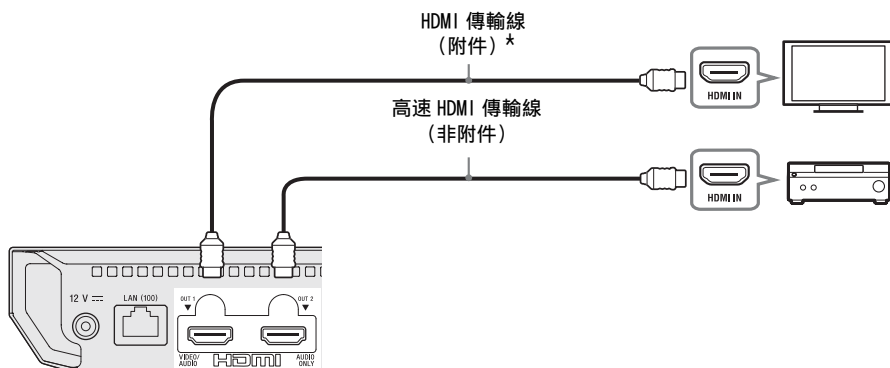 HDMI 傳輸線
（附件）*
HDMI IN
高速 HDMI 傳輸線
（非附件）
HDMI IN
12 V
LAN (100)
OUT 1
OUT 2
VIDEO/
AUDIO
HDMI
AUDIO
ONLY